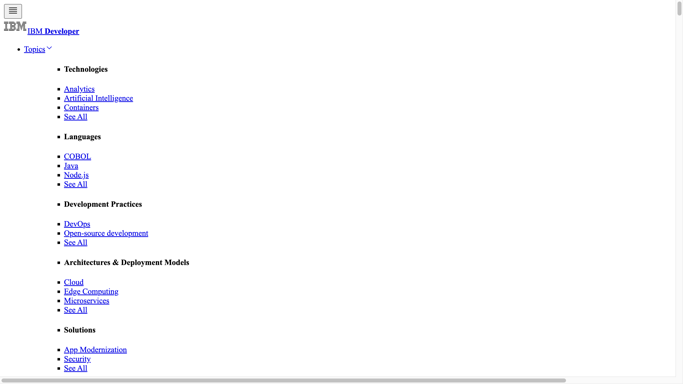 IBM
IBM Developer
Topics
Technologies
Analytics
Artificial Intelligence
Containers
See All
Languages
COBOL
Java
Node.js
See All
Development Practices
DevOps
Open-source development
See All
Architectures & Deployment Models
Cloud
Edge Computing
Microservices
See All
Solutions
App Modernization
Security
See All